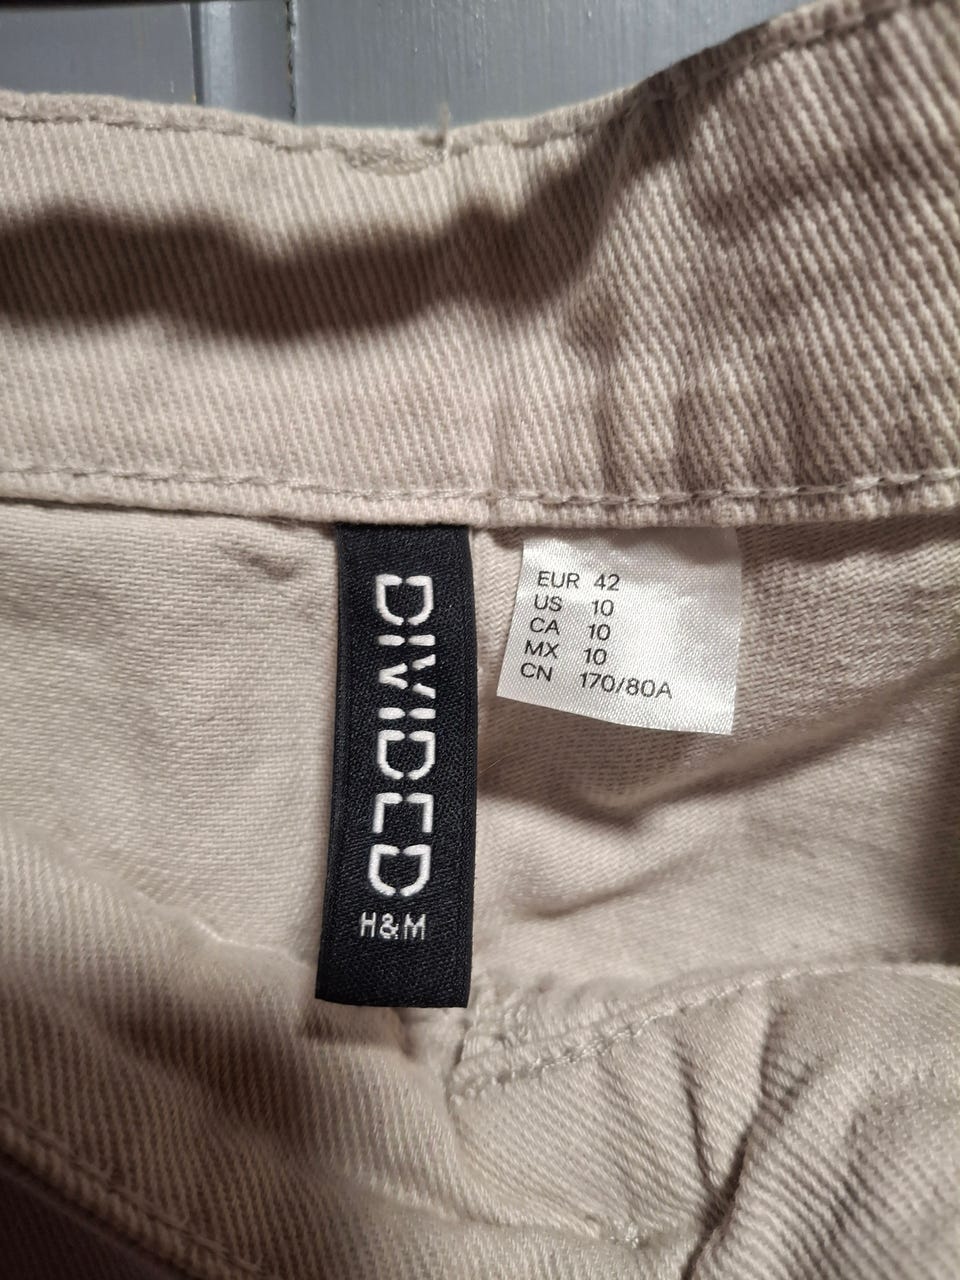 DIVIDED
H&M
EUR 42
US 10
CA 10
MX 10
CN 170/80A